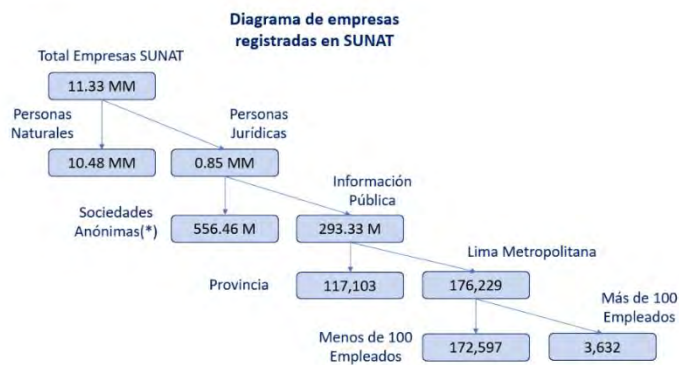 Diagrama de empresas
registradas en SUNAT
Total Empresas SUNAT
11.33 MM
Personas
Naturales
Personas
Jurídicas
10.48 MM
0.85 MM
Información
Pública
Sociedades
Anónimas(*)
556.46 M
293.33 M
Lima Metropolitana
Provincia
117,103
176,229
Más de 100
Empleados
Menos de 100
Empleados
172,597
3,632